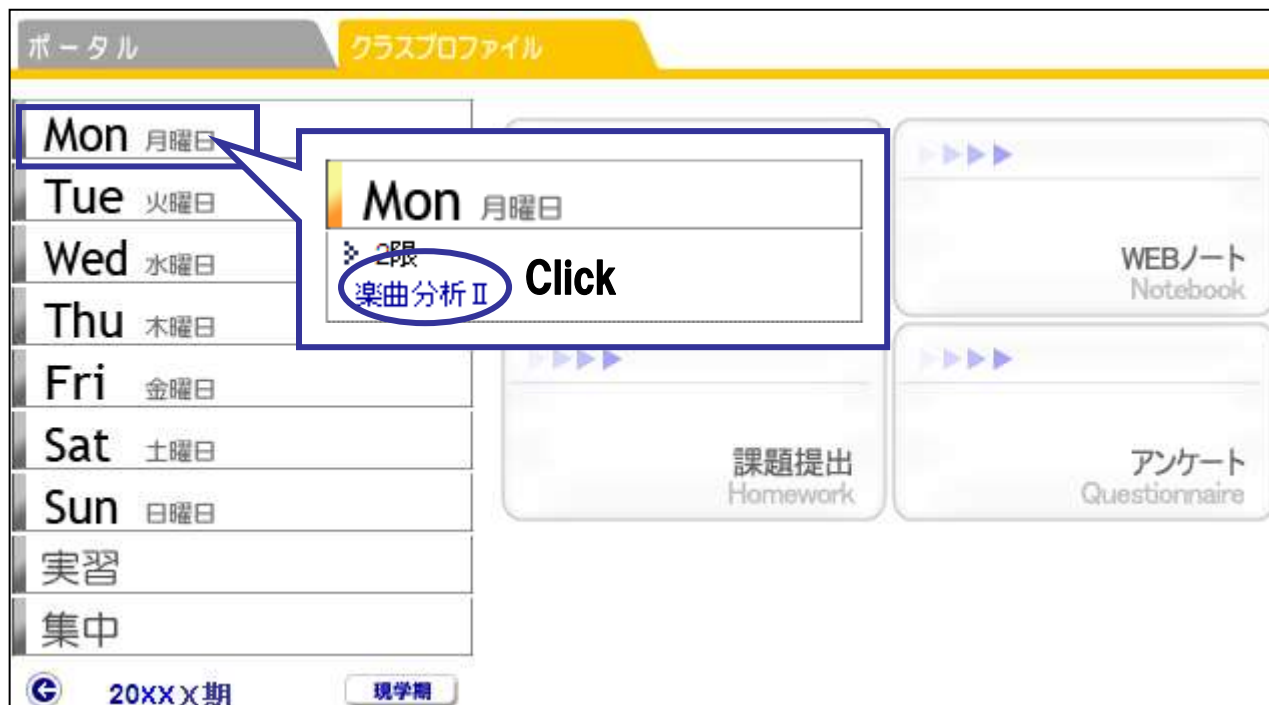 ポータル
クラスプロファイル
Mon 月曜日
Tue 火曜日
Wed 水曜日
Thu 木曜日
Fri 金曜日
Sat 土曜日
Sun 日曜日
実習
集中
20XX X期
現学期
Mon 月曜日
2限
楽曲分析Ⅱ
Click
WEBノート
Notebook
課題提出
Homework
アンケート
Questionnaire